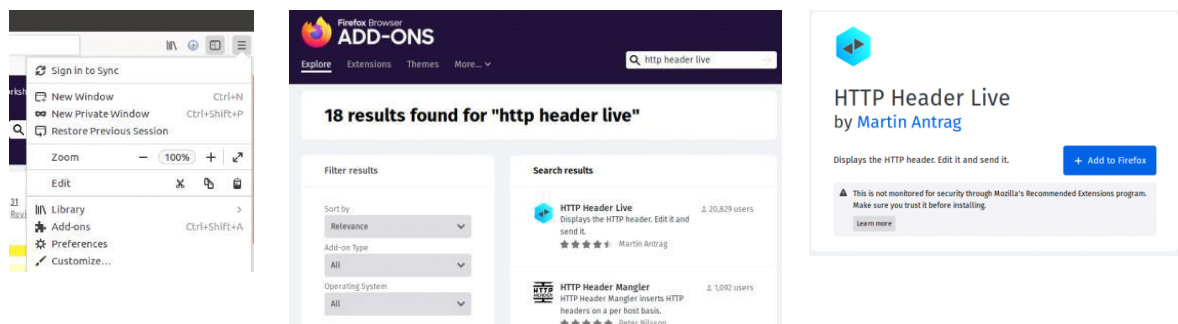 Sign in to Sync
New Window Ctrl+N
New Private Window Ctrl+Shift+P
Restore Previous Session
Zoom — 100% +
Edit
Library >
Add-ons Ctrl+Shift+A
Preferences
Customize...
31
Firefox Browser
ADD-ONS
Explore Extensions Themes More...
http header live
18 results found for "http header live"
Filter results
Sort by
Relevance
Add-on Type
All
Operating System
All
Search results
HTTP Header Live 20,829 users
Displays the HTTP header. Edit it and
send it.
Martin Antrag
HTTP Header Mangler 1,092 users
HTTP Header Mangler inserts HTTP
headers on a per host basis.
Peter Nilsson
HTTP Header Live
by Martin Antrag
Displays the HTTP header. Edit it and send it.
+ Add to Firefox
This is not monitored for security through Mozilla's Recommended Extensions program.
Make sure you trust it before installing.
Learn more